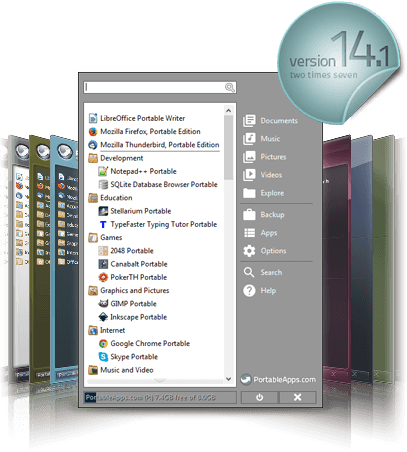 version 14.1
two times seven
LibreOffice Portable Writer
Mozilla Firefox, Portable Edition
Mozilla Thunderbird, Portable Edition
Development
Notepad++ Portable
SQLite Database Browser Portable
Education
Stellarium Portable
TypeFaster Typing Tutor Portable
Games
2048 Portable
Canabalt Portable
PokerTH Portable
Graphics and Pictures
GIMP Portable
Inkscape Portable
Internet
Google Chrome Portable
Skype Portable
Music and Video
Documents
Music
Pictures
Videos
Explore
Backup
Apps
Options
Search
Help
PortableApps.com
PortableApps.com (P:) 7.4GB free of 8.0GB